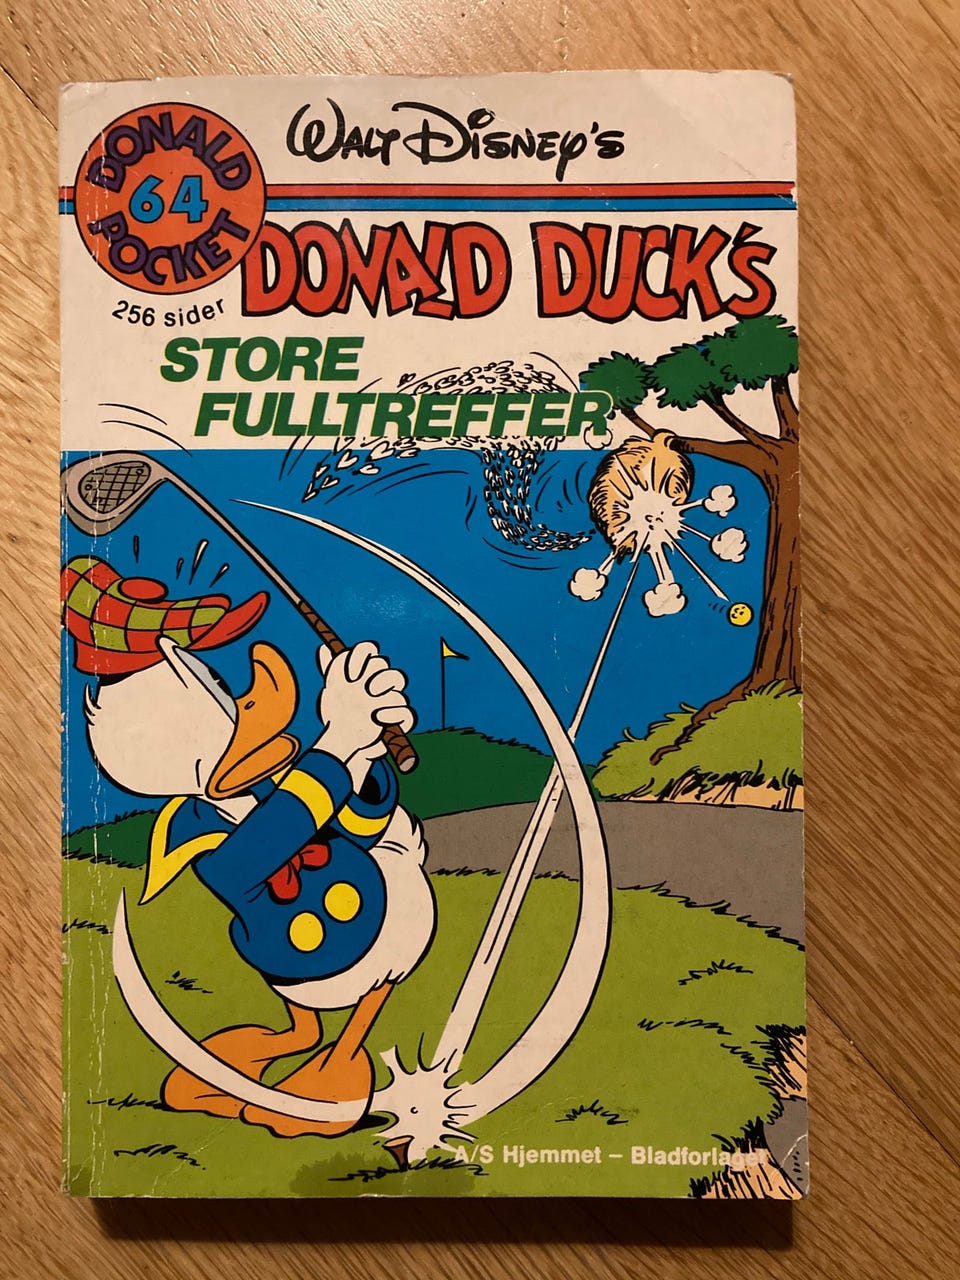 DONALD
64
POCKET
WALT DISNEY'S
256 sider
DONALD DUCK'S
STORE
FULLTREFFER
A/S Hjemmet – Bladforlaget